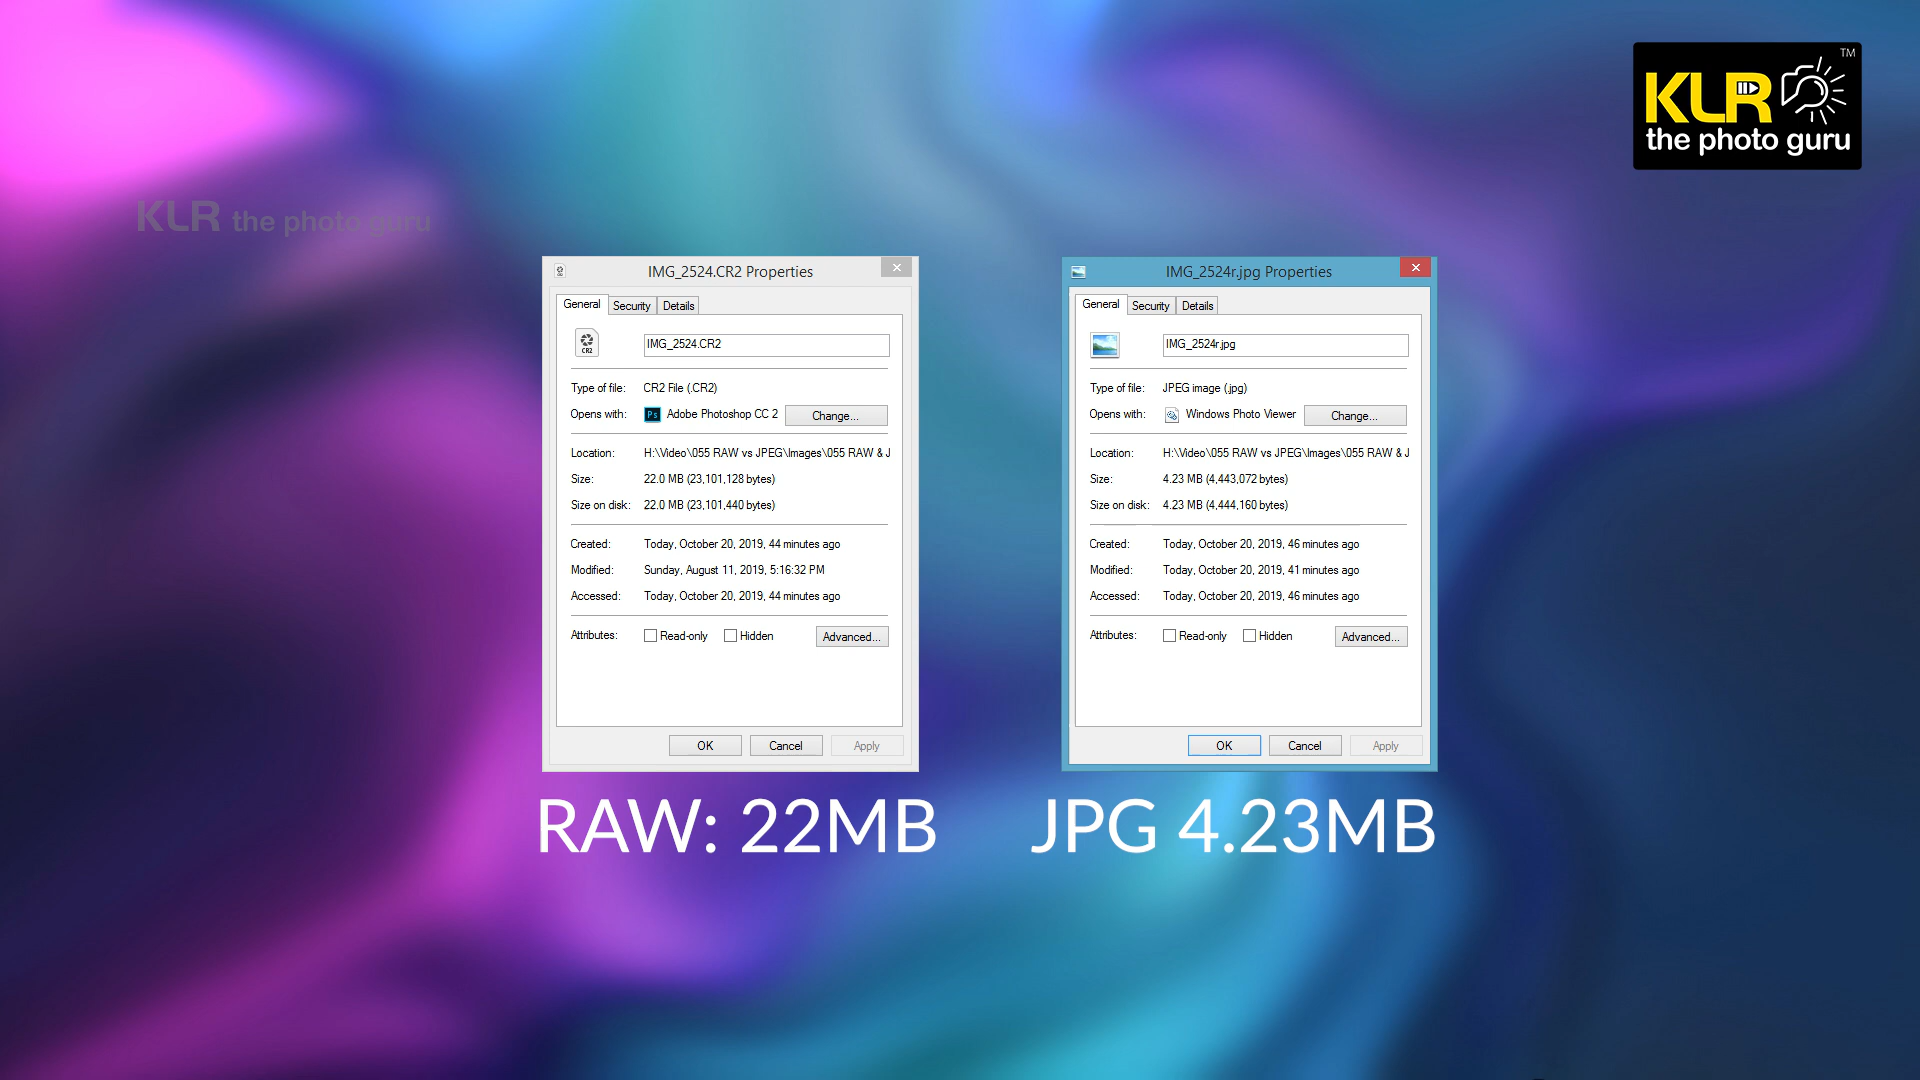 TM
KLR
the photo guru
KLR the photo guru
IMG_2524.CR2 Properties
General Security Details
CR2
IMG_2524.CR2
Type of file: CR2 File (.CR2)
Opens with: Ps Adobe Photoshop CC 2 Change...
Location: H:\Video\055 RAW vs JPEG\Images\055 RAW & J
Size: 22.0 MB (23,101,128 bytes)
Size on disk: 22.0 MB (23,101,440 bytes)
Created: Today, October 20, 2019, 44 minutes ago
Modified: Sunday, August 11, 2019, 5:16:32 PM
Accessed: Today, October 20, 2019, 44 minutes ago
Attributes: Read-only Hidden Advanced...
OK Cancel Apply
RAW: 22MB
IMG_2524r.jpg Properties
General Security Details
IMG_2524r.jpg
Type of file: JPEG image (.jpg)
Opens with: Windows Photo Viewer Change...
Location: H:\Video\055 RAW vs JPEG\Images\055 RAW & J
Size: 4.23 MB (4,443,072 bytes)
Size on disk: 4.23 MB (4,444,160 bytes)
Created: Today, October 20, 2019, 46 minutes ago
Modified: Today, October 20, 2019, 41 minutes ago
Accessed: Today, October 20, 2019, 46 minutes ago
Attributes: Read-only Hidden Advanced...
OK Cancel Apply
JPG 4.23MB